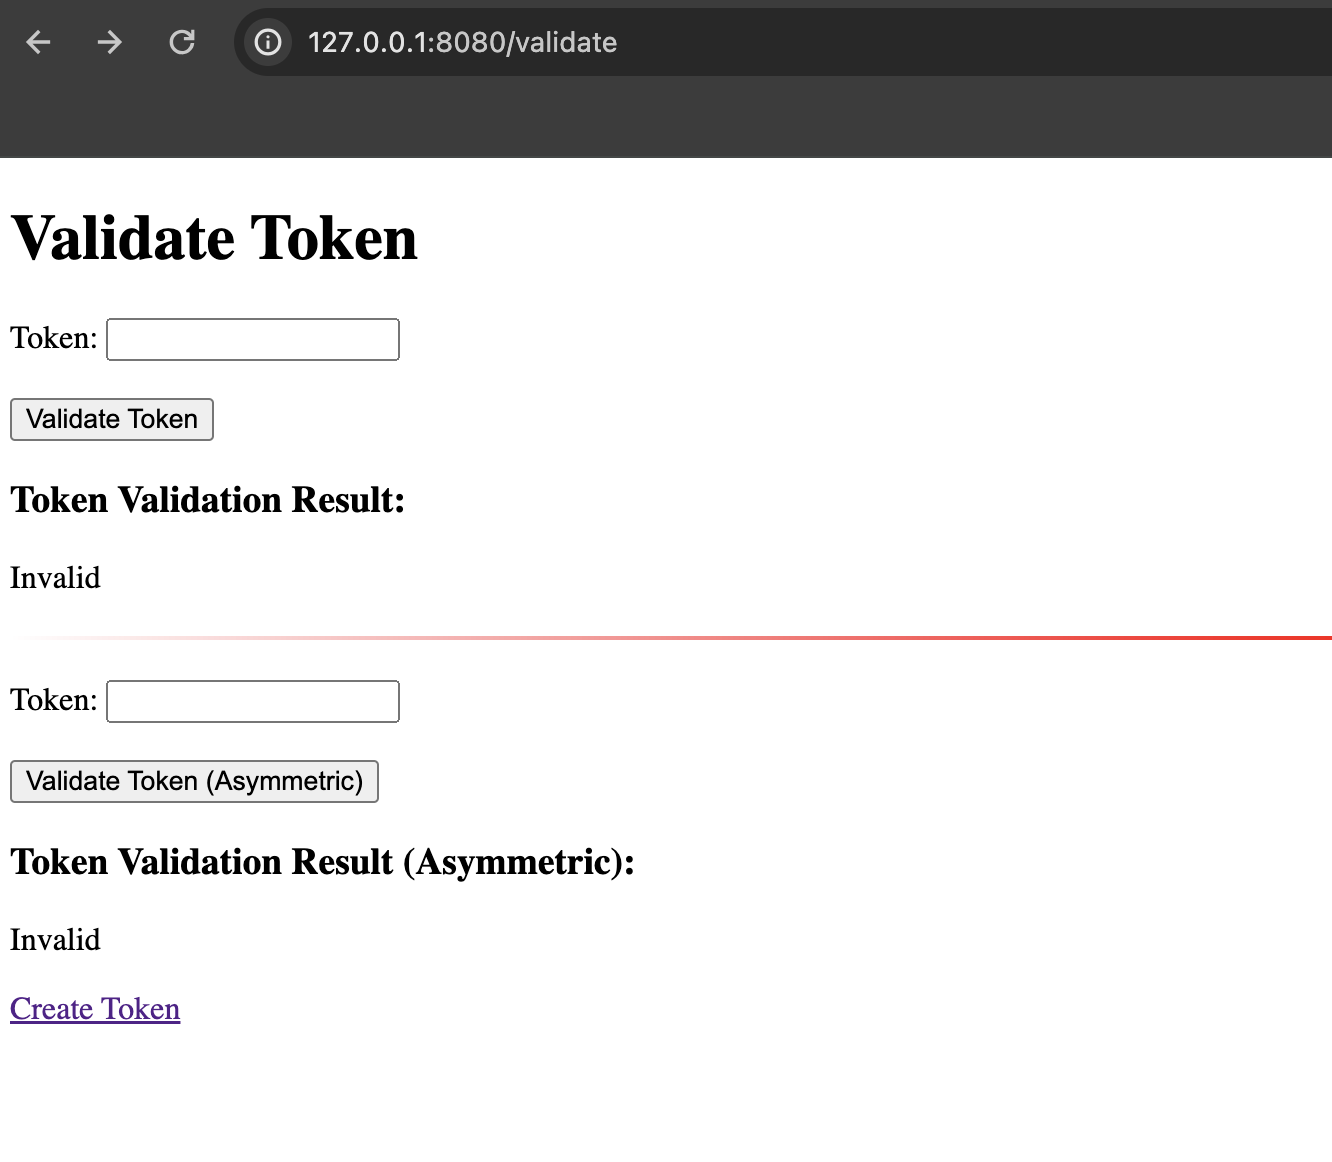 127.0.0.1:8080/validate
Validate Token
Token:
Validate Token
Token Validation Result:
Invalid
Token:
Validate Token (Asymmetric)
Token Validation Result (Asymmetric):
Invalid
Create Token